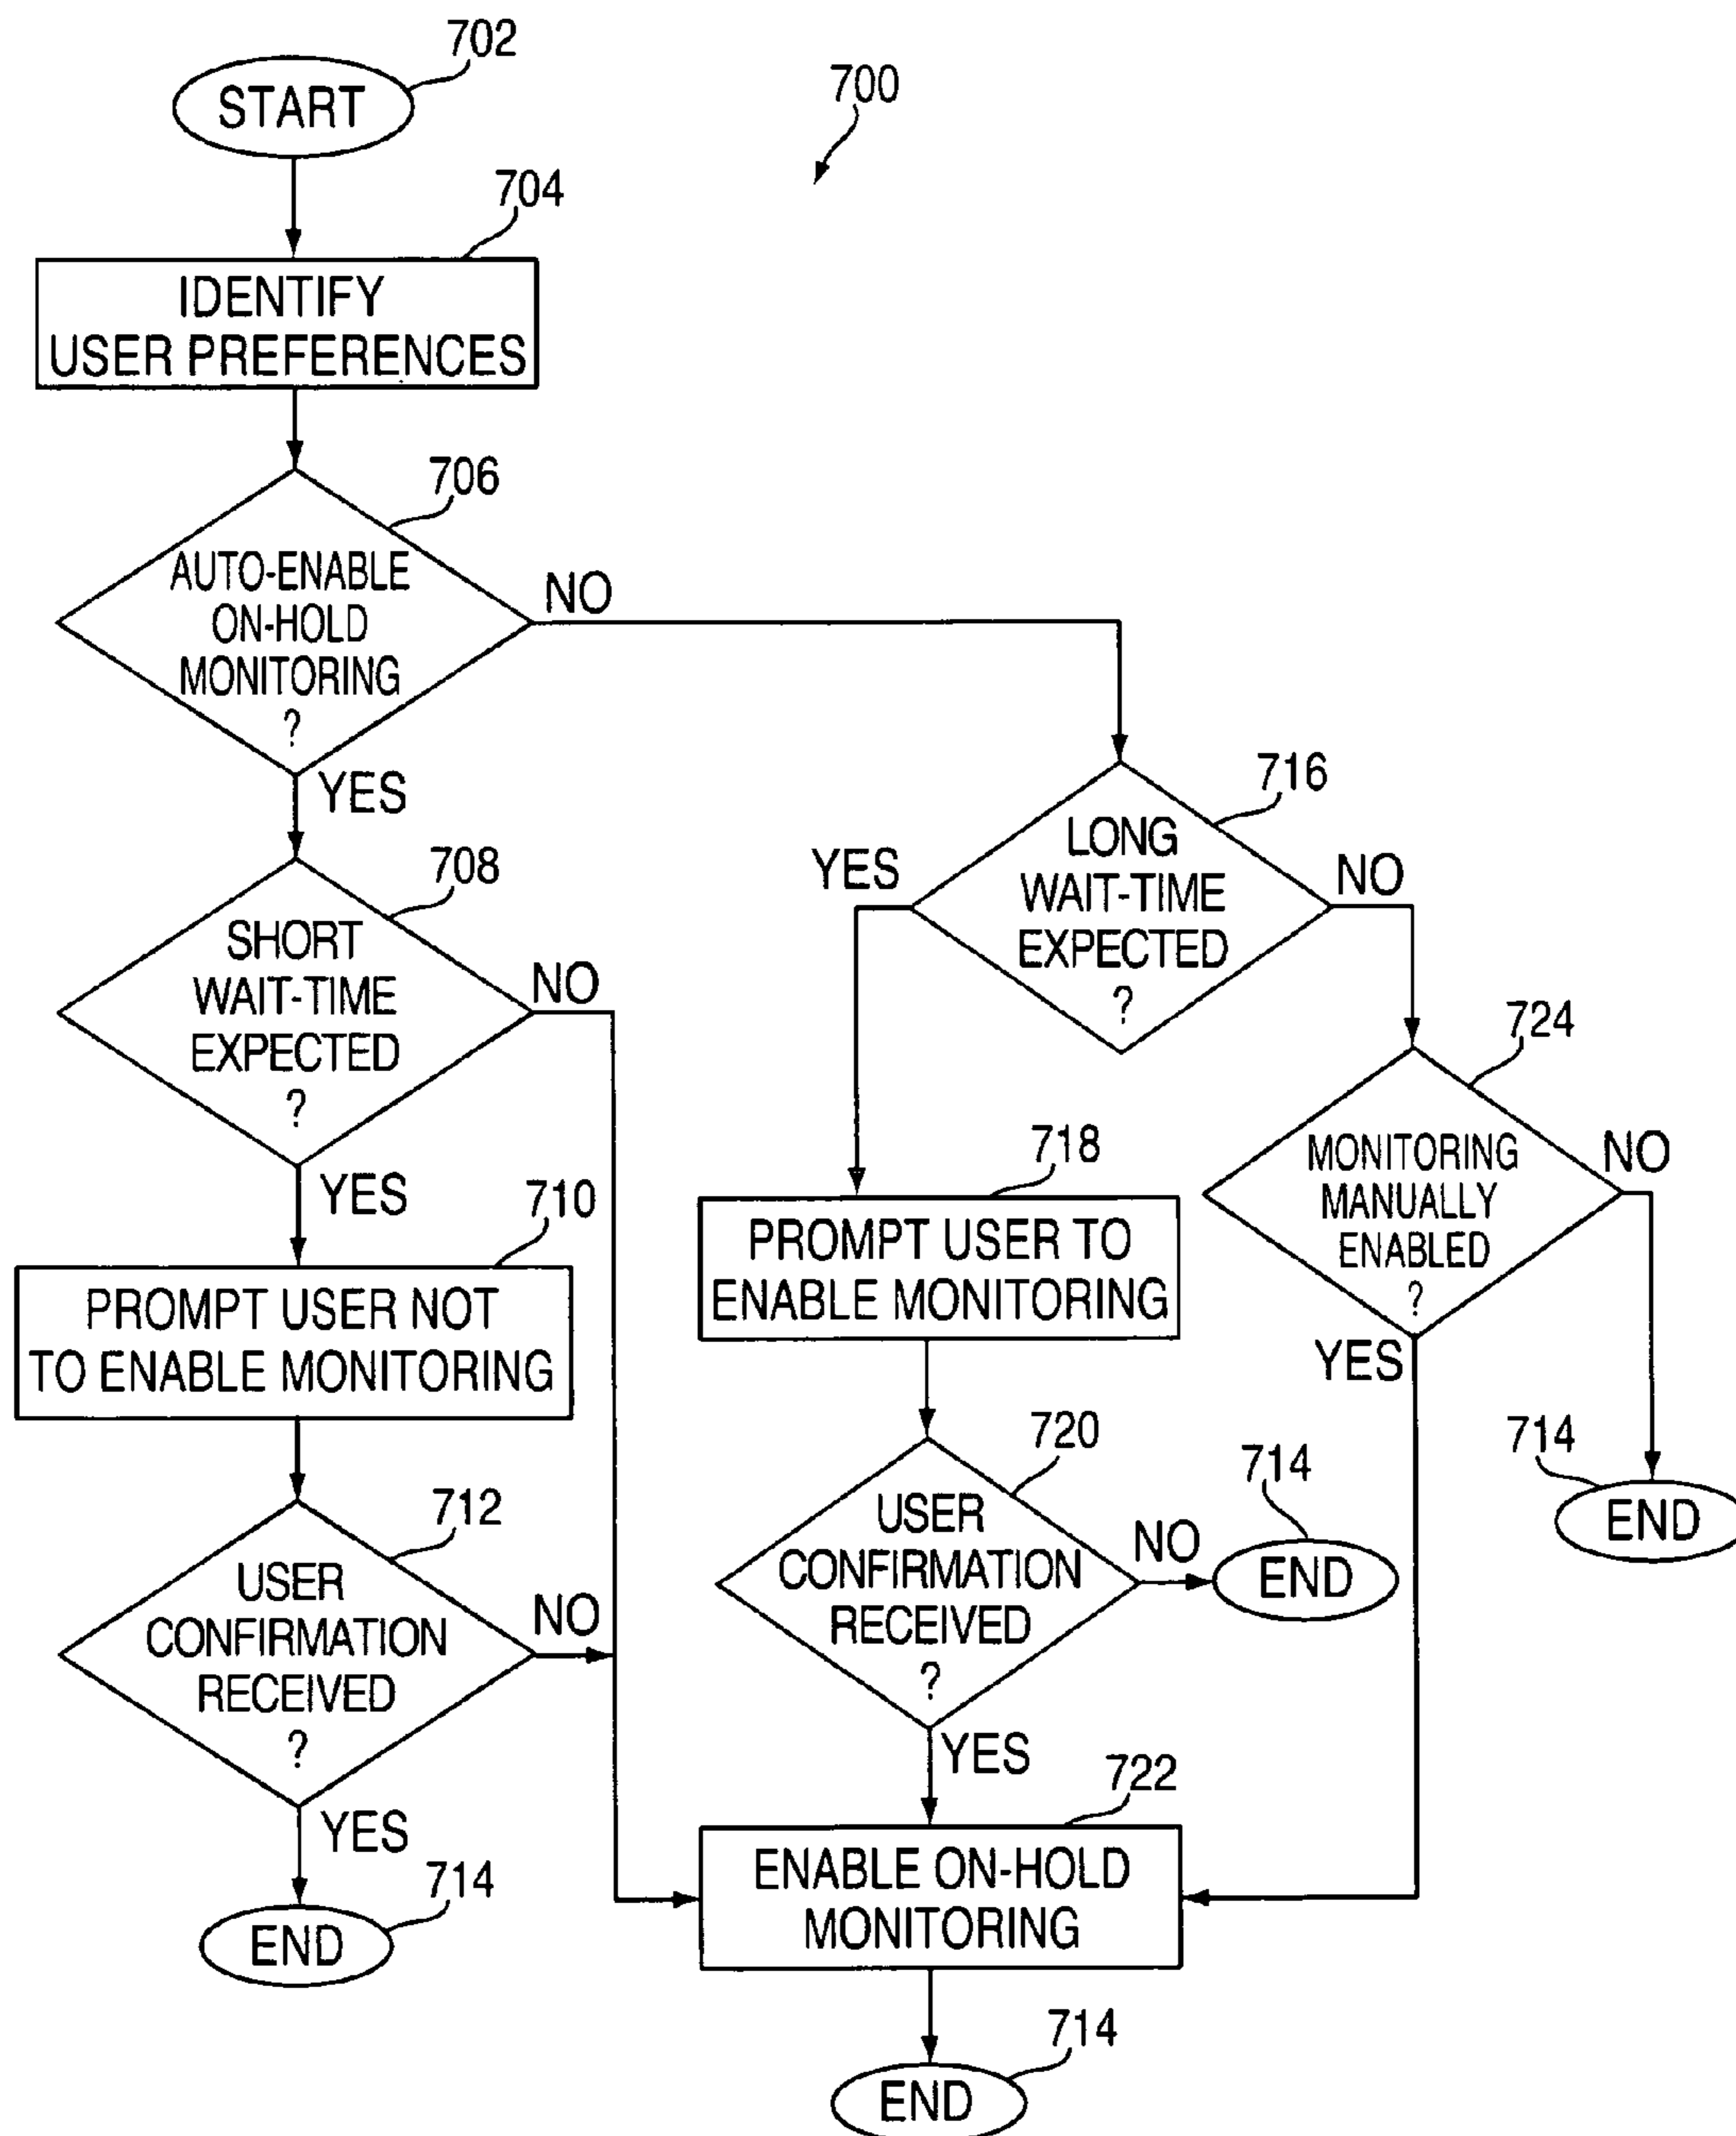 702
START
700
704
IDENTIFY
USER PREFERENCES
706
AUTO-ENABLE
ON-HOLD
MONITORING
?
NO
YES
708
SHORT
WAIT-TIME
EXPECTED
?
NO
YES
710
PROMPT USER NOT
TO ENABLE MONITORING
712
USER
CONFIRMATION
RECEIVED
?
NO
YES
714
END
716
LONG
WAIT-TIME
EXPECTED
?
YES
NO
718
PROMPT USER TO
ENABLE MONITORING
720
USER
CONFIRMATION
RECEIVED
?
NO
714
END
YES
724
MONITORING
MANUALLY
ENABLED
?
NO
YES
714
END
722
ENABLE ON-HOLD
MONITORING
714
END